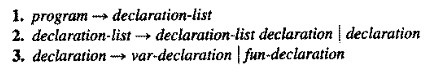 1. program → declaration-list
2. declaration-list → declaration-list declaration | declaration
3. declaration → var-declaration | fun-declaration